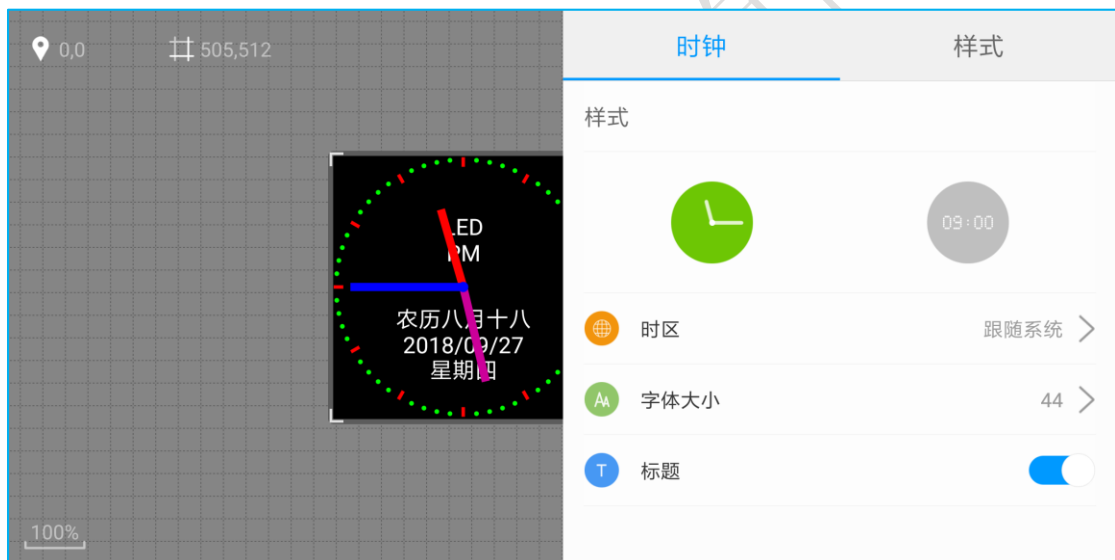 0,0
505,512
LED
PM
农历八月十八
2018/09/27
星期四
100%
时钟
样式
样式
09:00
时区
跟随系统
字体大小
44
标题